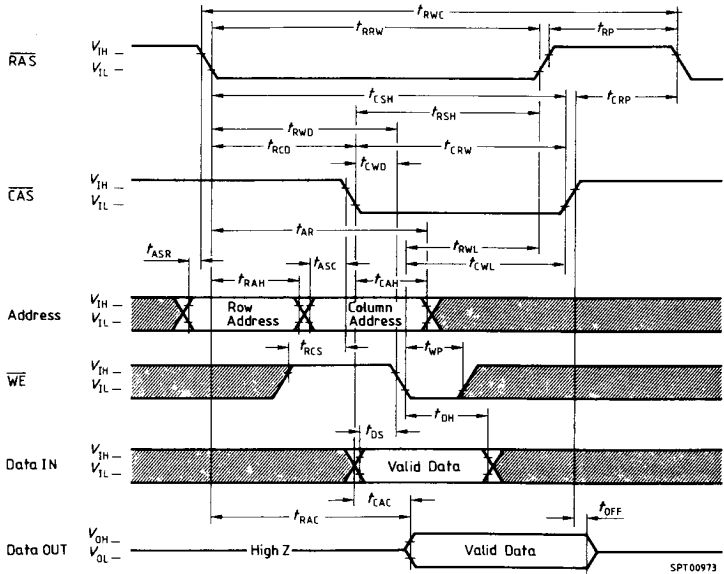 tRWC
tRRW
tRP
RAS
VIH
VIL
tCSH
tCRP
tRSH
tRWD
tRCD
tCRW
tCWD
CAS
VIH
VIL
tAR
tRWL
tASR
tASC
tCWL
tRAH
tCAH
Address
VIH
VIL
Row
Address
Column
Address
tRCS
tWP
WE
VIH
VIL
tDH
tDS
Data IN
VIH
VIL
Valid Data
tCAC
tRAC
tOFF
Data OUT
VOH
VOL
High Z
Valid Data
SPT00973